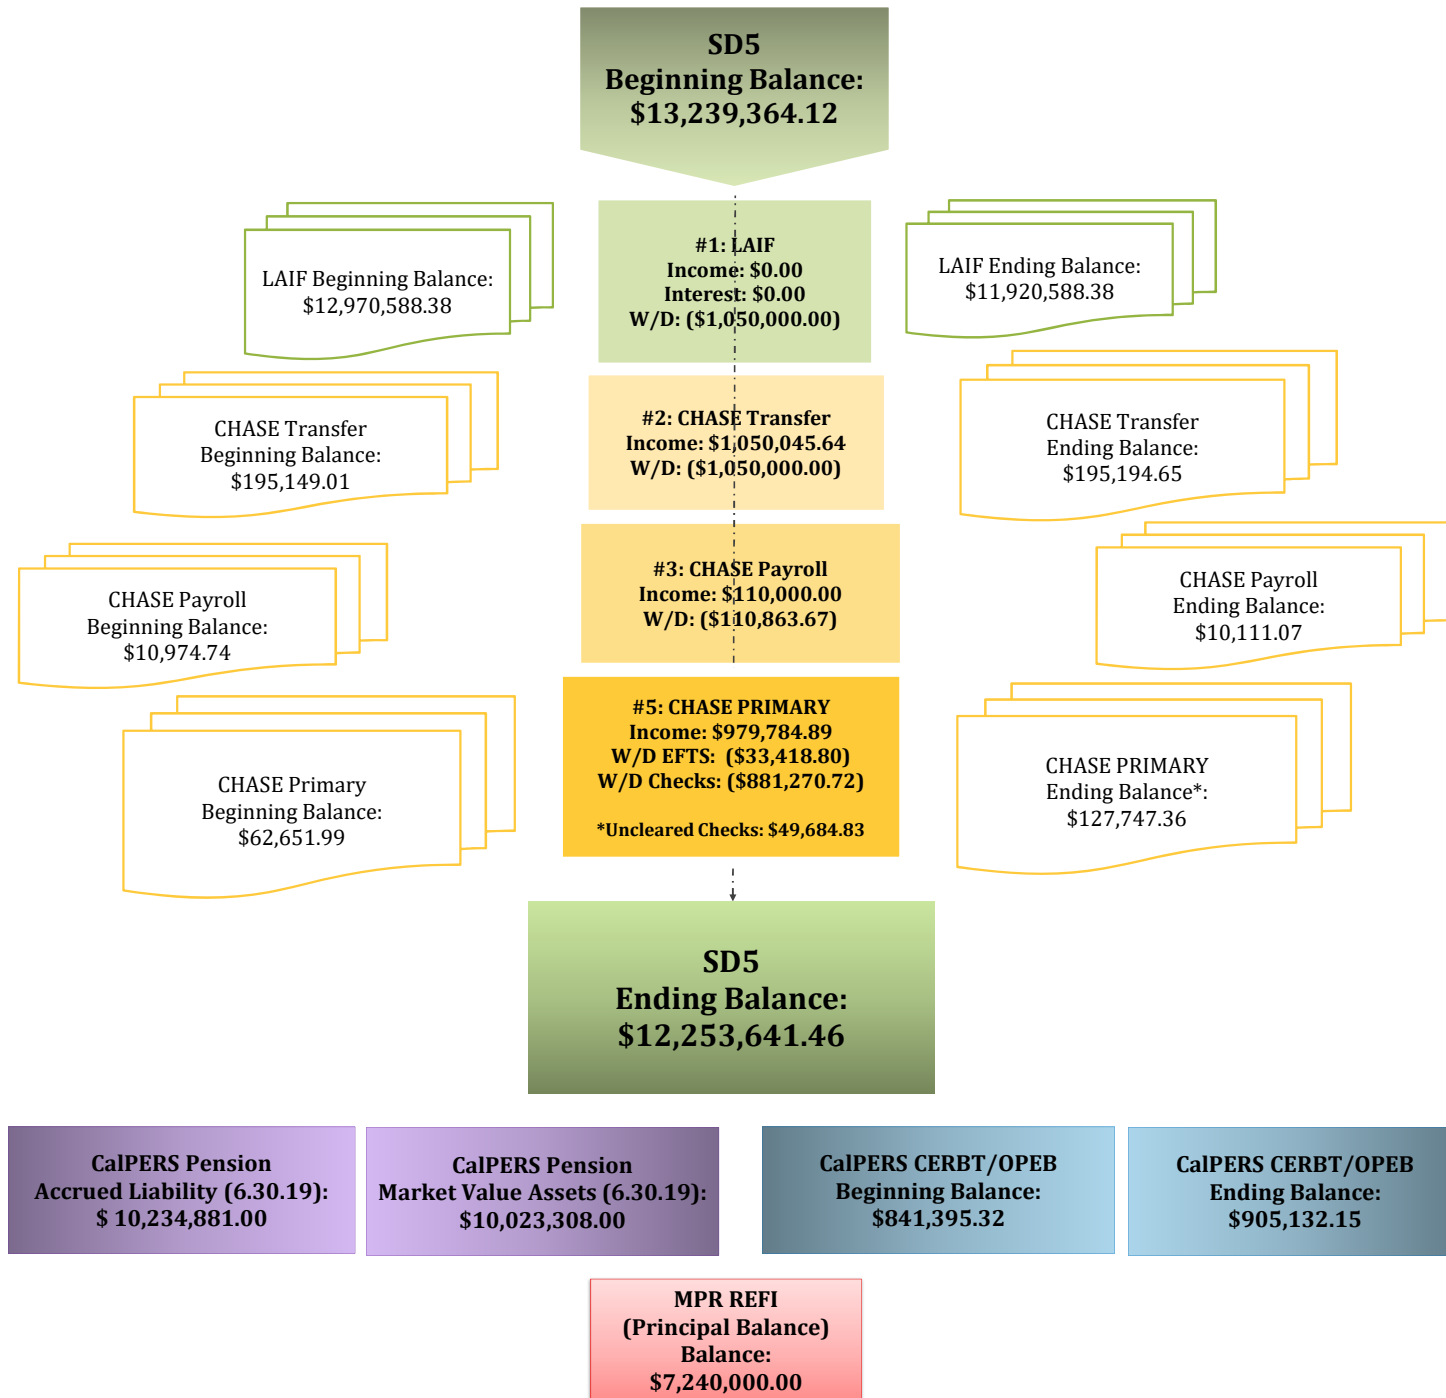 SD5
Beginning Balance:
$13,239,364.12
LAIF Beginning Balance:
$12,970,588.38
#1: LAIF
Income: $0.00
Interest: $0.00
W/D: ($1,050,000.00)
LAIF Ending Balance:
$11,920,588.38
CHASE Transfer
Beginning Balance:
$195,149.01
#2: CHASE Transfer
Income: $1,050,045.64
W/D: ($1,050,000.00)
CHASE Transfer
Ending Balance:
$195,194.65
CHASE Payroll
Beginning Balance:
$10,974.74
#3: CHASE Payroll
Income: $110,000.00
W/D: ($110,863.67)
CHASE Payroll
Ending Balance:
$10,111.07
CHASE Primary
Beginning Balance:
$62,651.99
#5: CHASE PRIMARY
Income: $979,784.89
W/D EFTS:  ($33,418.80)
W/D Checks: ($881,270.72)
*Uncleared Checks: $49,684.83
CHASE PRIMARY
Ending Balance*:
$127,747.36
SD5
Ending Balance:
$12,253,641.46
CalPERS Pension
Accrued Liability (6.30.19):
$ 10,234,881.00
CalPERS Pension
Market Value Assets (6.30.19):
$10,023,308.00
CalPERS CERBT/OPEB
Beginning Balance:
$841,395.32
CalPERS CERBT/OPEB
Ending Balance:
$905,132.15
MPR REFI
(Principal Balance)
Balance:
$7,240,000.00